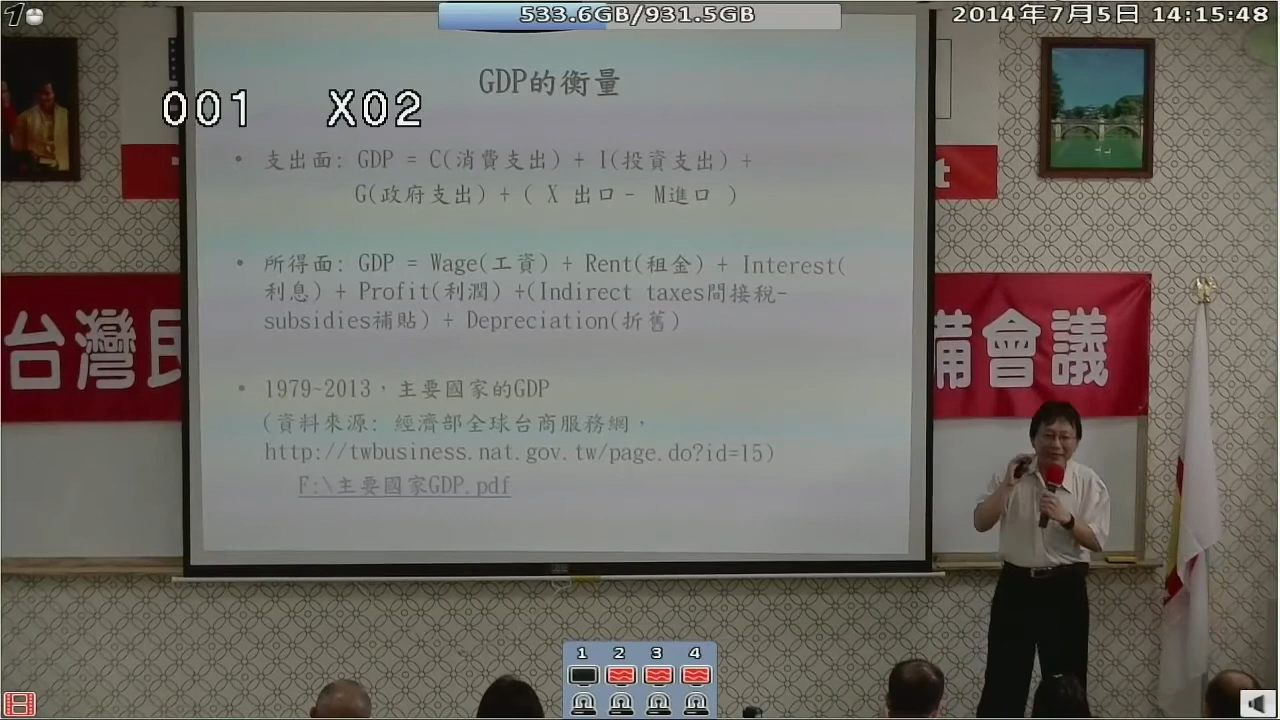 1
533.6GB/931.5GB
2014年7月5日 14:15:48
001 X02
GDP的衡量
• 支出面: GDP = C(消費支出) + I(投資支出) +
G(政府支出) + ( X 出口 - M進口 )
t
• 所得面: GDP = Wage(工資) + Rent(租金) + Interest(
利息) + Profit(利潤) +(Indirect taxes間接稅-
subsidies補貼) + Depreciation(折舊)
台灣民
備會議
• 1979~2013，主要國家的GDP
(資料來源: 經濟部全球台商服務網，
http://twbusiness.nat.gov.tw/page.do?id=15)
F:\主要國家GDP.pdf
1 2 3 4